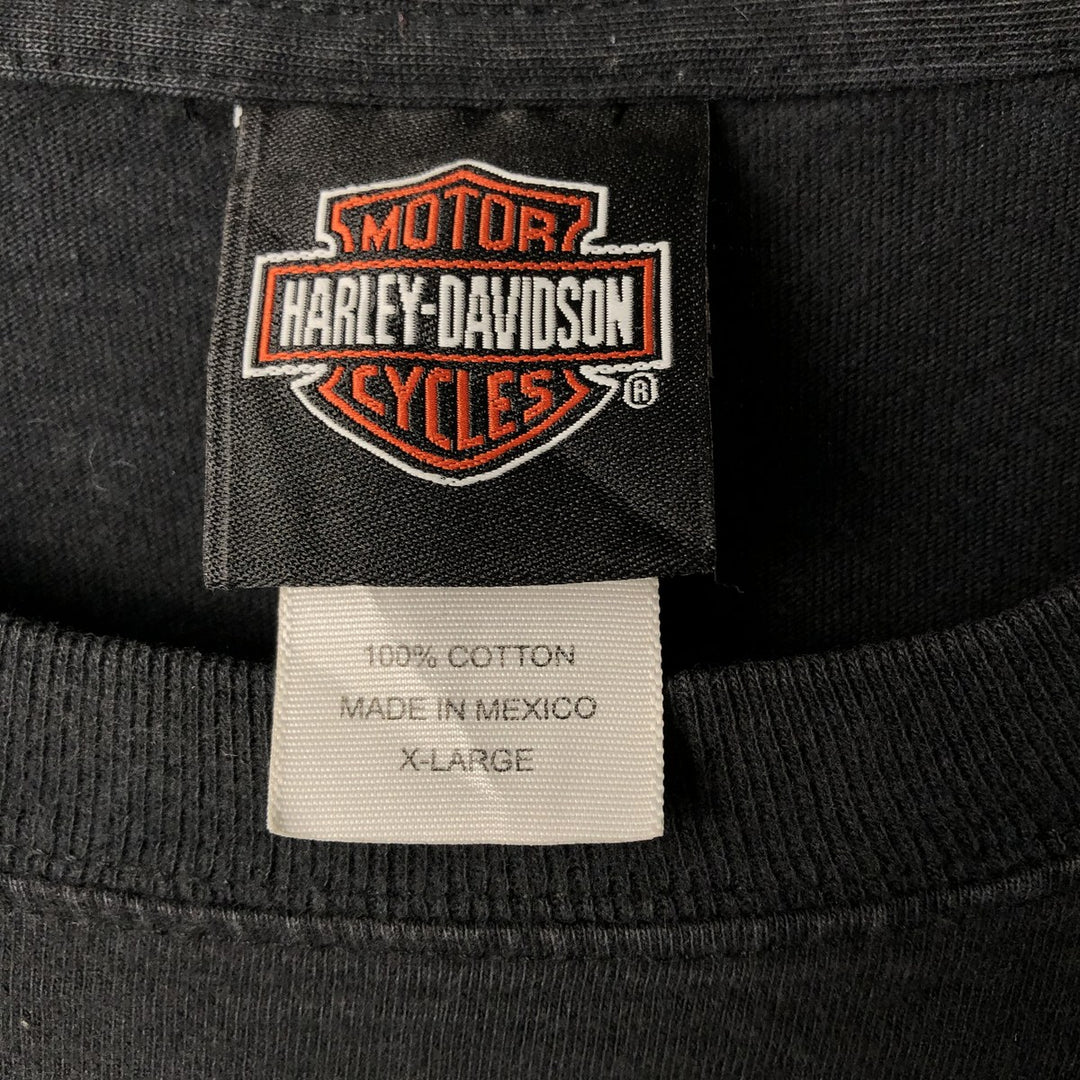 MOTOR
HARLEY-DAVIDSON
CYCLES
®
100% COTTON
MADE IN MEXICO
X-LARGE